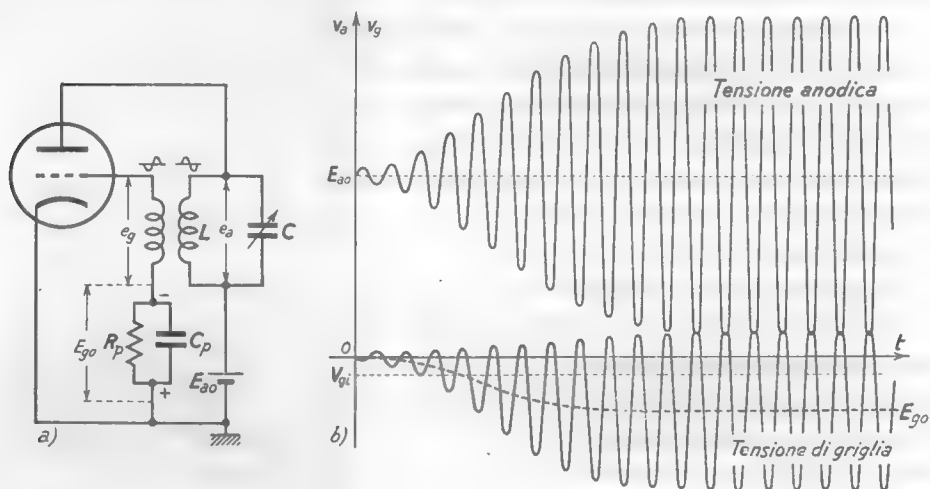 e_g
L
e_a
C
E_go
R_p
C_p
−
+
E_ao
a)
v_a v_g
Tensione anodica
E_ao
0
t
V_gi
E_go
b)
Tensione di griglia